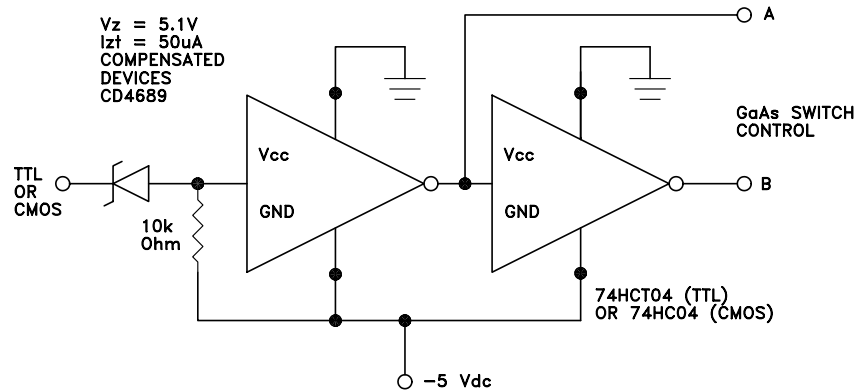 Vz = 5.1V
Izt = 50uA
COMPENSATED
DEVICES
CD4689
A
GaAs SWITCH
CONTROL
Vcc
Vcc
TTL
OR
CMOS
B
GND
GND
10k
Ohm
74HCT04 (TTL)
OR 74HC04 (CMOS)
-5 Vdc